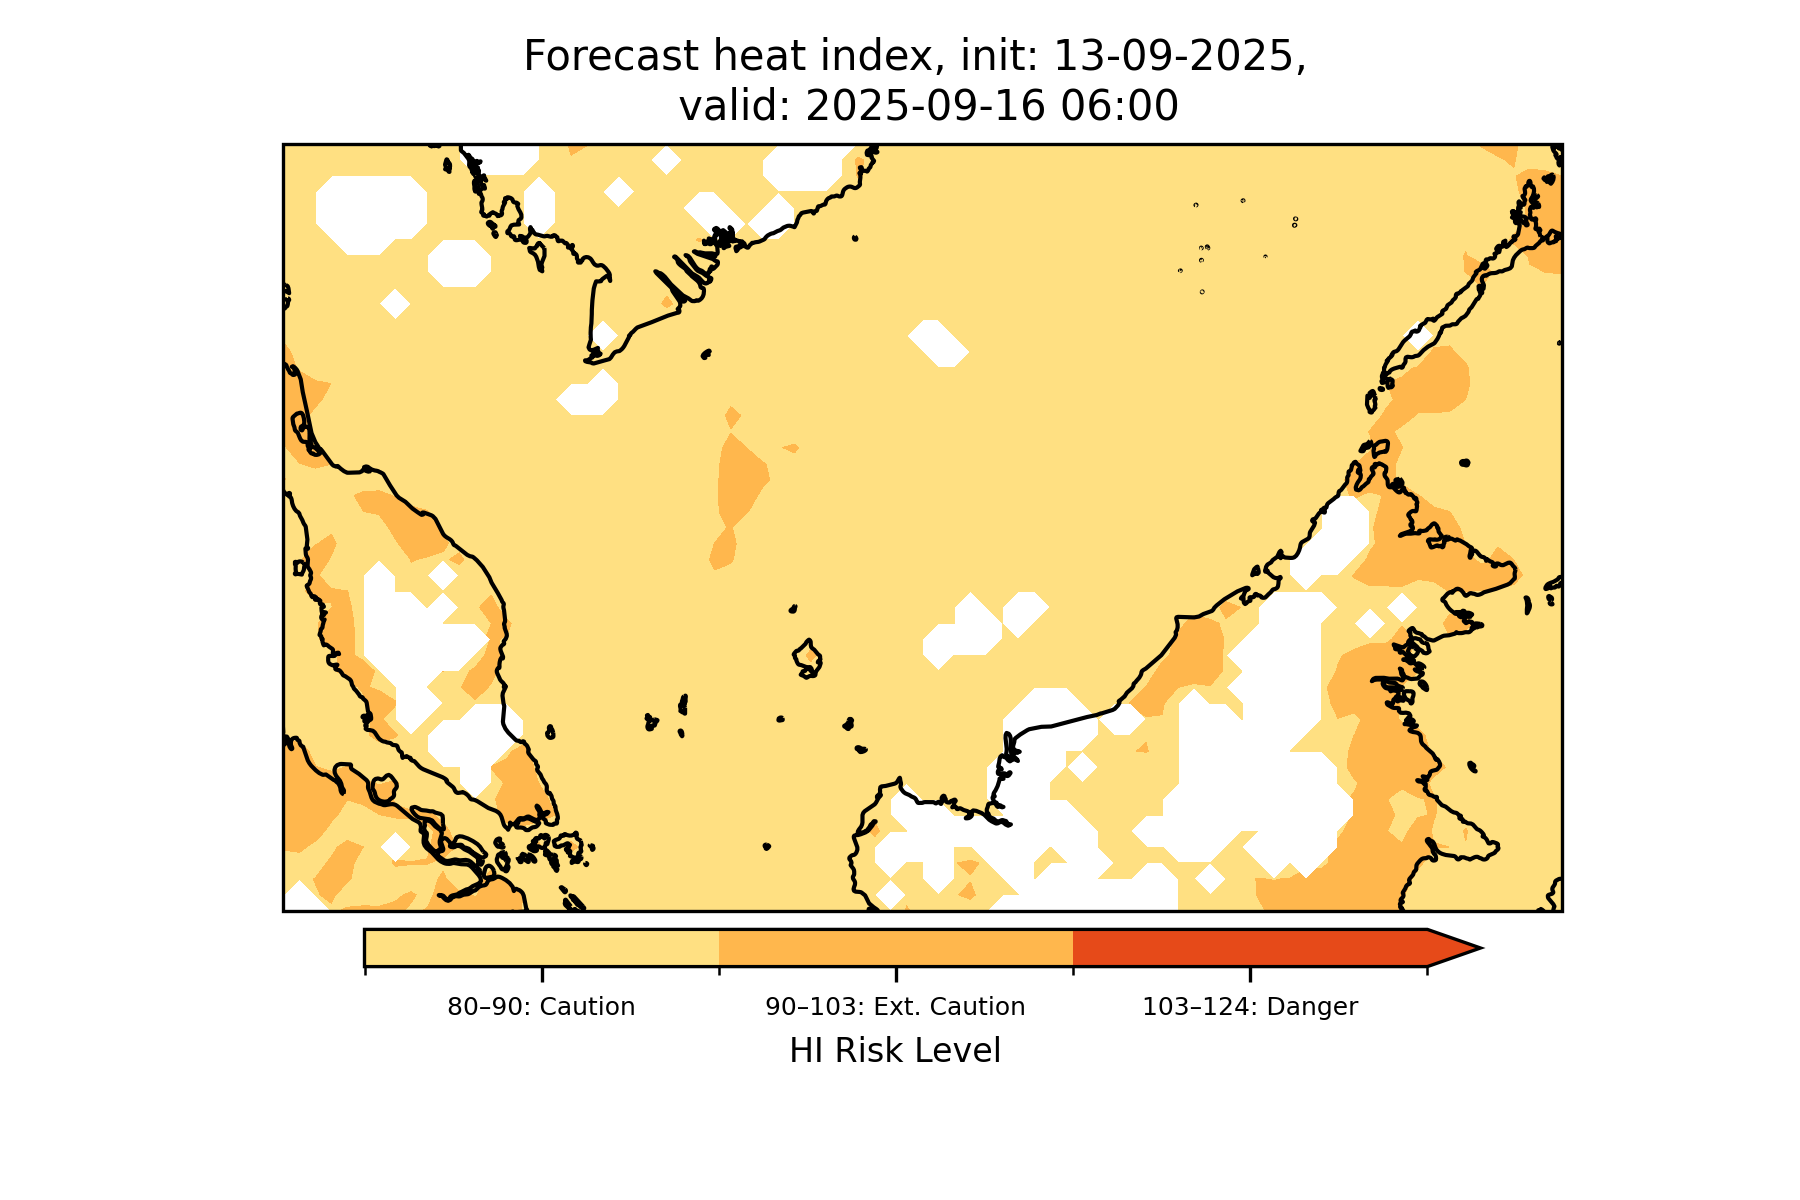 Forecast heat index, init: 13-09-2025,
valid: 2025-09-16 06:00
80–90: Caution
90–103: Ext. Caution
103–124: Danger
HI Risk Level